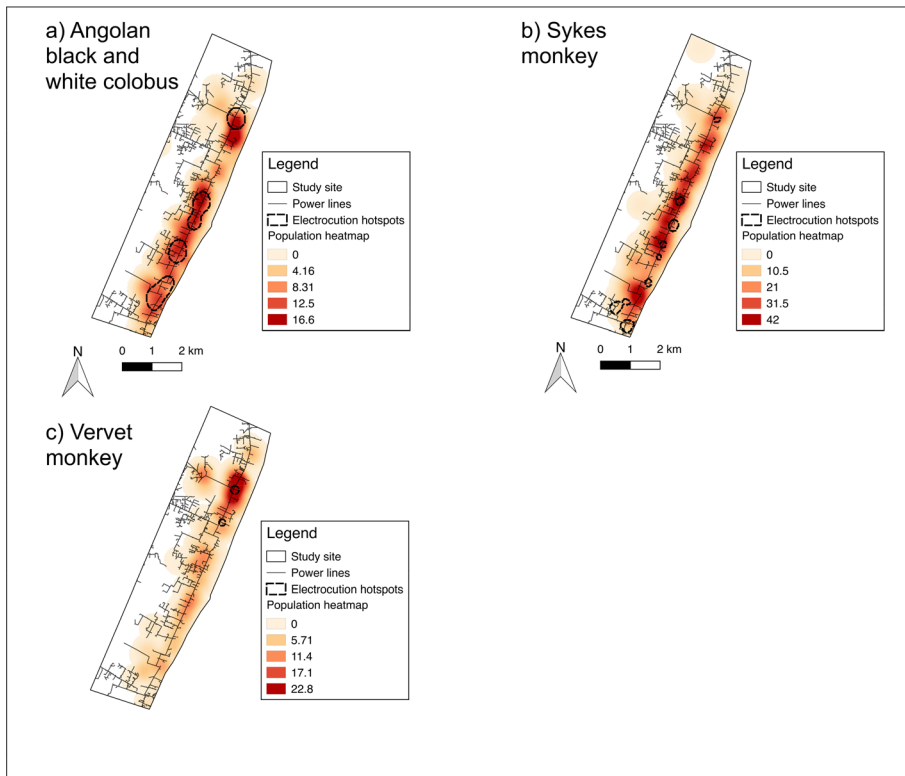 a) Angolan
black and
white colobus
Legend
Study site
Power lines
Electrocution hotspots
Population heatmap
0
4.16
8.31
12.5
16.6
N
0 1 2 km
b) Sykes
monkey
Legend
Study site
Power lines
Electrocution hotspots
Population heatmap
0
10.5
21
31.5
42
N
0 1 2 km
c) Vervet
monkey
Legend
Study site
Power lines
Electrocution hotspots
Population heatmap
0
5.71
11.4
17.1
22.8